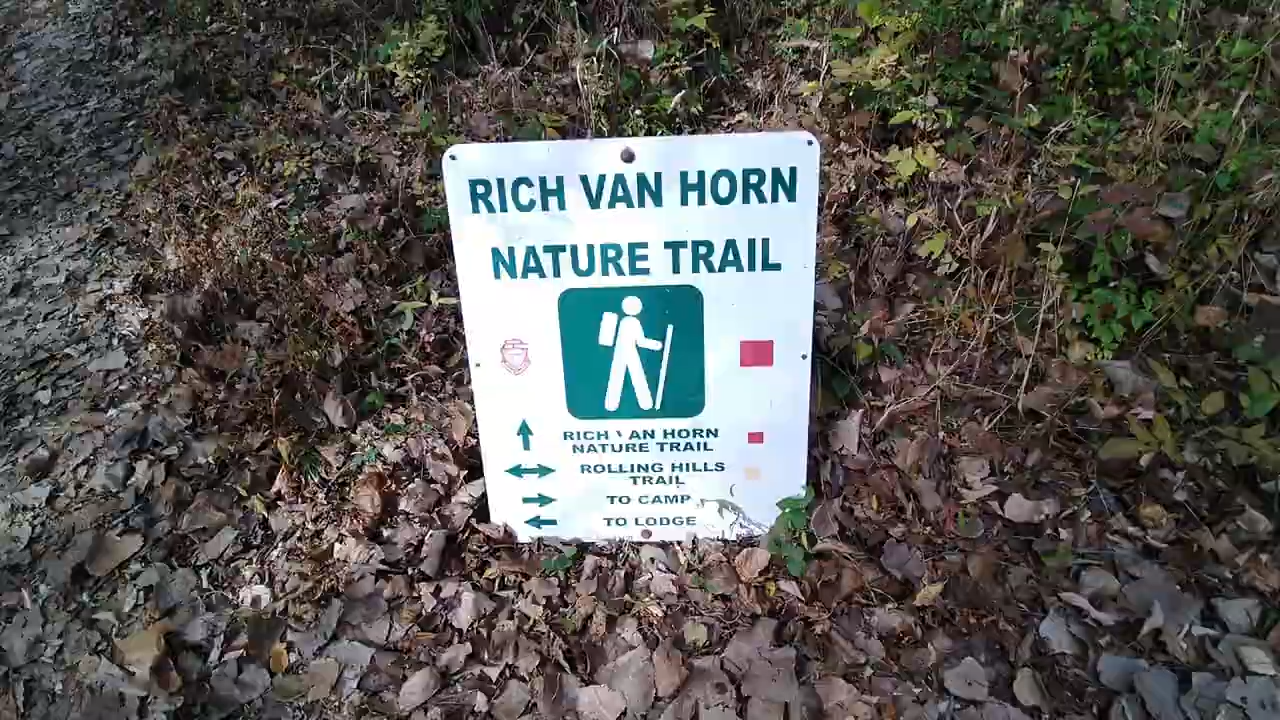 RICH VAN HORN
NATURE TRAIL
RICH VAN HORN
NATURE TRAIL
ROLLING HILLS
TRAIL
TO CAMP
TO LODGE